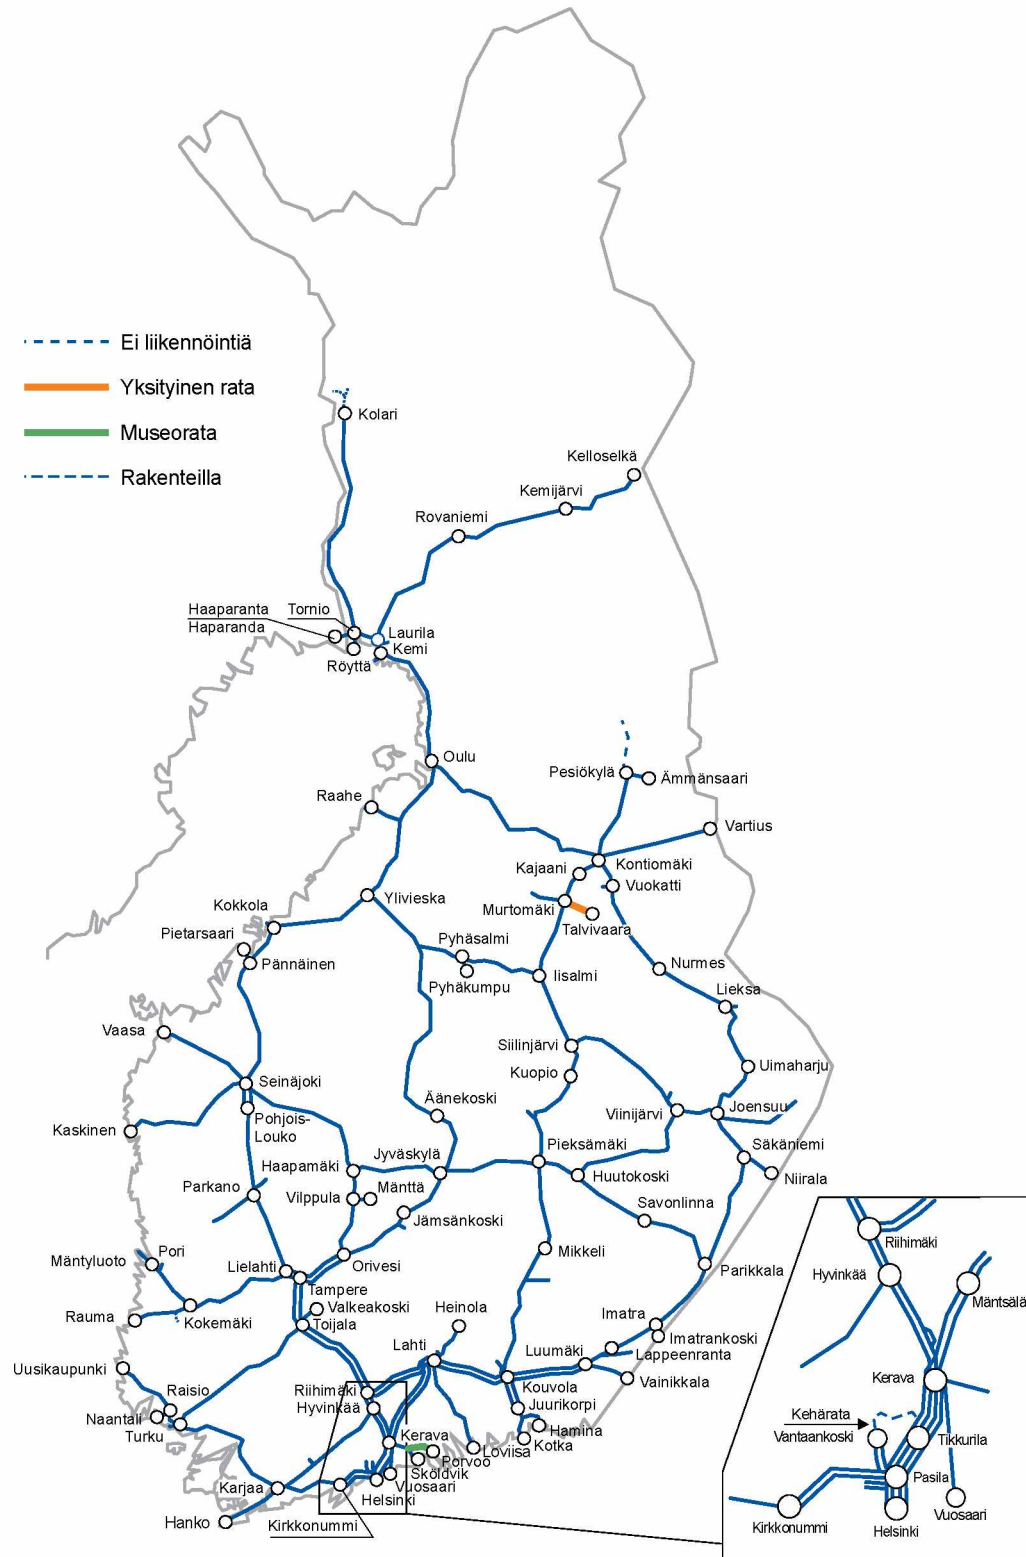 Ei liikennöintiä
Yksityinen rata
Museorata
Rakenteilla
Kolari
Kelloselkä
Kemijärvi
Rovaniemi
Haaparanta
Haparanda
Tornio
Laurila
Kemi
Röyttä
Oulu
Pesiökylä
Ämmänsaari
Raahe
Vartius
Kajaani
Kontiomäki
Vuokatti
Ylivieska
Murtomäki
Talvivaara
Kokkola
Pietarsaari
Pännäinen
Pyhäsalmi
Pyhäkumpu
Iisalmi
Nurmes
Lieksa
Vaasa
Siilinjärvi
Kuopio
Uimaharju
Seinäjoki
Äänekoski
Viinijärvi
Joensuu
Pohjois-
Louko
Kaskinen
Pieksämäki
Säkäniemi
Haapamäki
Jyväskylä
Huutokoski
Niirala
Parkano
Vilppula
Mänttä
Savonlinna
Jämsänkoski
Mikkeli
Pori
Mäntyluoto
Lielahti
Orivesi
Parikkala
Tampere
Valkeakoski
Rauma
Kokemäki
Toijala
Heinola
Imatra
Imatrankoski
Lahti
Luumäki
Lappeenranta
Uusikaupunki
Vainikkala
Raisio
Riihimäki
Hyvinkää
Kouvola
Juurikorpi
Naantali
Turku
Kerava
Hamina
Kotka
Loviisa
Porvoo
Sköldvik
Vuosaari
Karjaa
Helsinki
Hanko
Kirkkonummi
Riihimäki
Hyvinkää
Mäntsälä
Kerava
Kehärata
Vantaankoski
Tikkurila
Pasila
Vuosaari
Kirkkonummi
Helsinki